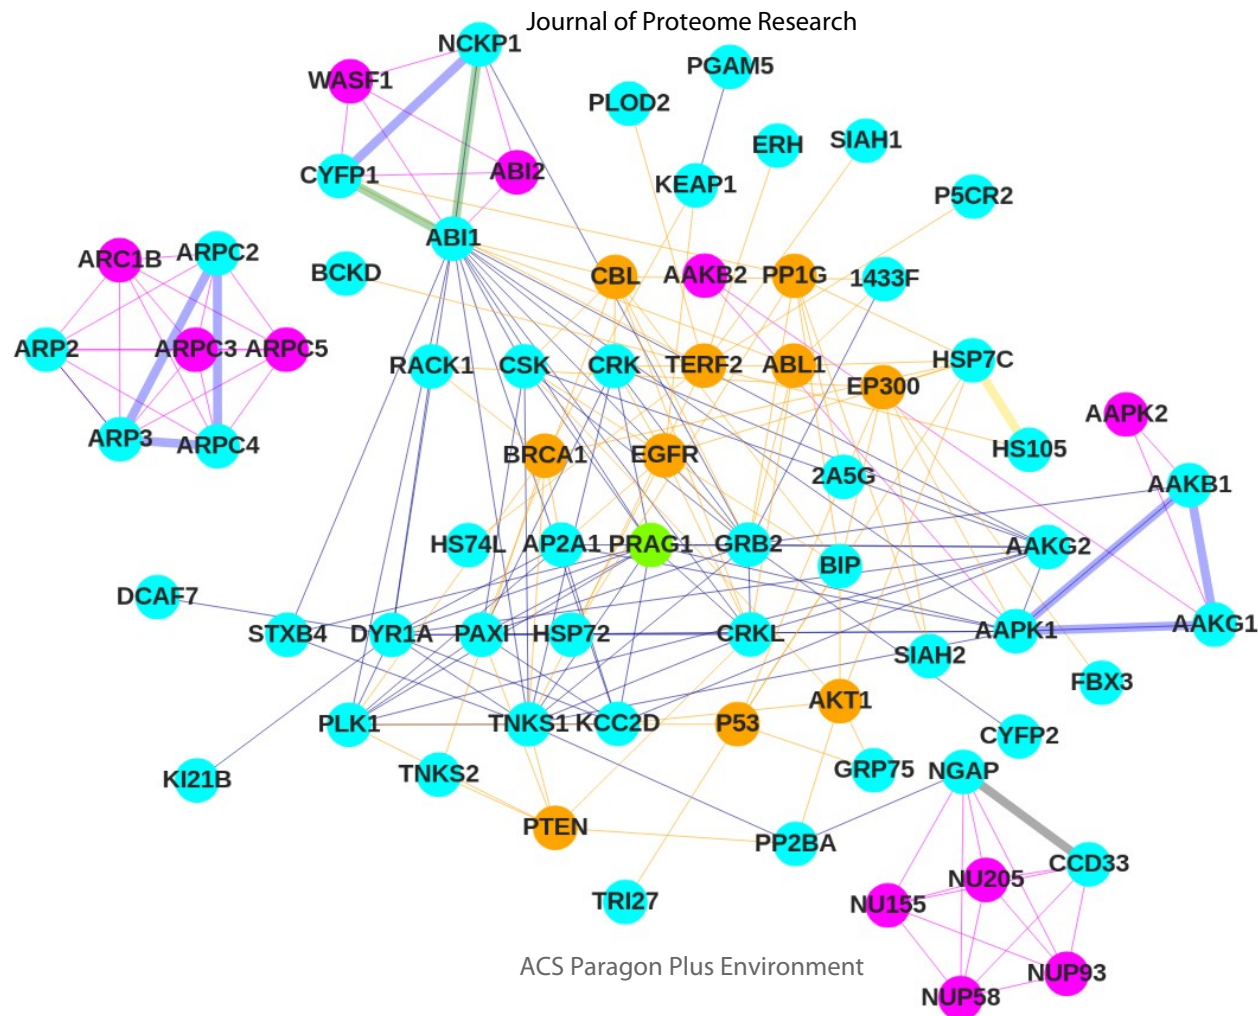 Journal of Proteome Research
NCKP1
PGAM5
WASF1
PLOD2
SIAH1
ERH
ABI2
CYFP1
KEAP1
P5CR2
ABI1
ARPC2
ARC1B
BCKD
CBL
AAKB2
PP1G
1433F
ARP2
ARPC3
ARPC5
RACK1
CSK
CRK
TERF2
ABL1
HSP7C
EP300
AAPK2
ARP3
ARPC4
BRCA1
EGFR
HS105
2A5G
AAKB1
HS74L
AP2A1
PRAG1
GRB2
AAKG2
BIP
DCAF7
STXB4
DYR1A
PAXI
HSP72
CRKL
AAPK1
AAKG1
SIAH2
FBX3
AKT1
PLK1
TNKS1
KCC2D
P53
CYFP2
KI21B
TNKS2
GRP75
NGAP
PTEN
PP2BA
CCD33
NU205
TRI27
NU155
ACS Paragon Plus Environment
NUP93
NUP58